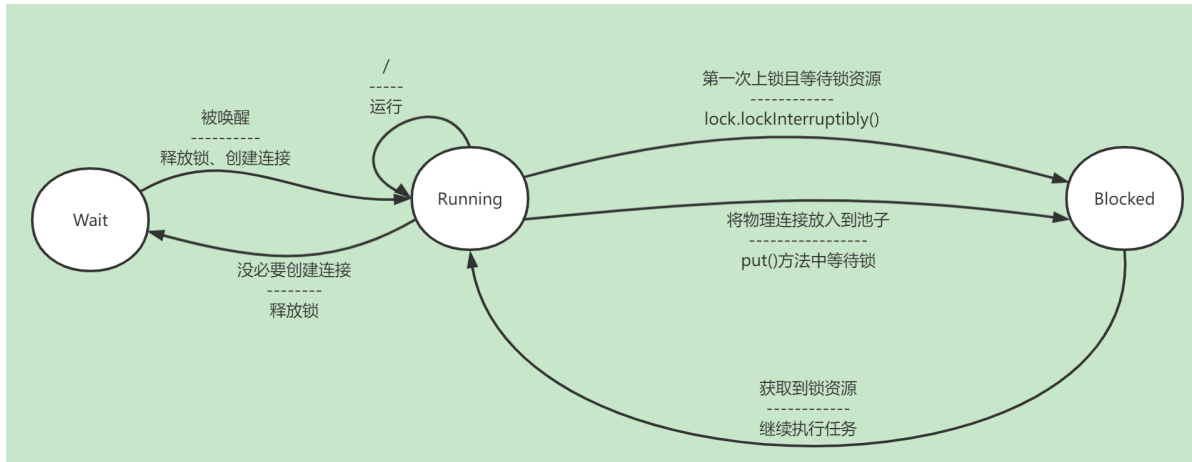 /
-----
运行
被唤醒
----------
释放锁、创建连接
第一次上锁且等待锁资源
------------
lock.lockInterruptibly()
Wait
Running
Blocked
没必要创建连接
--------
释放锁
将物理连接放入到池子
-----------------
put()方法中等待锁
获取到锁资源
------------
继续执行任务